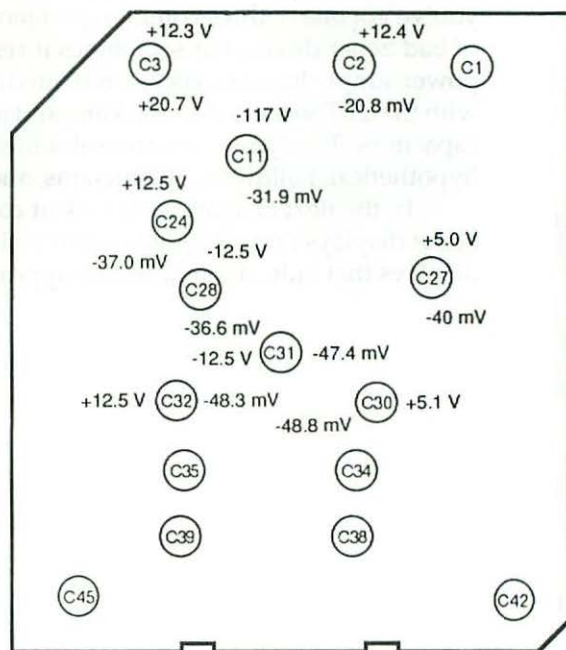 +12.3 V +12.4 V
C3 C2 C1
+20.7 V -20.8 mV
-117 V
C11
-31.9 mV
+12.5 V
C24
-37.0 mV -12.5 V
+5.0 V
C28 C27
-36.6 mV -40 mV
-12.5 V C31 -47.4 mV
+12.5 V C32 -48.3 mV C30 +5.1 V
-48.8 mV
C35 C34
C39 C38
C45 C42